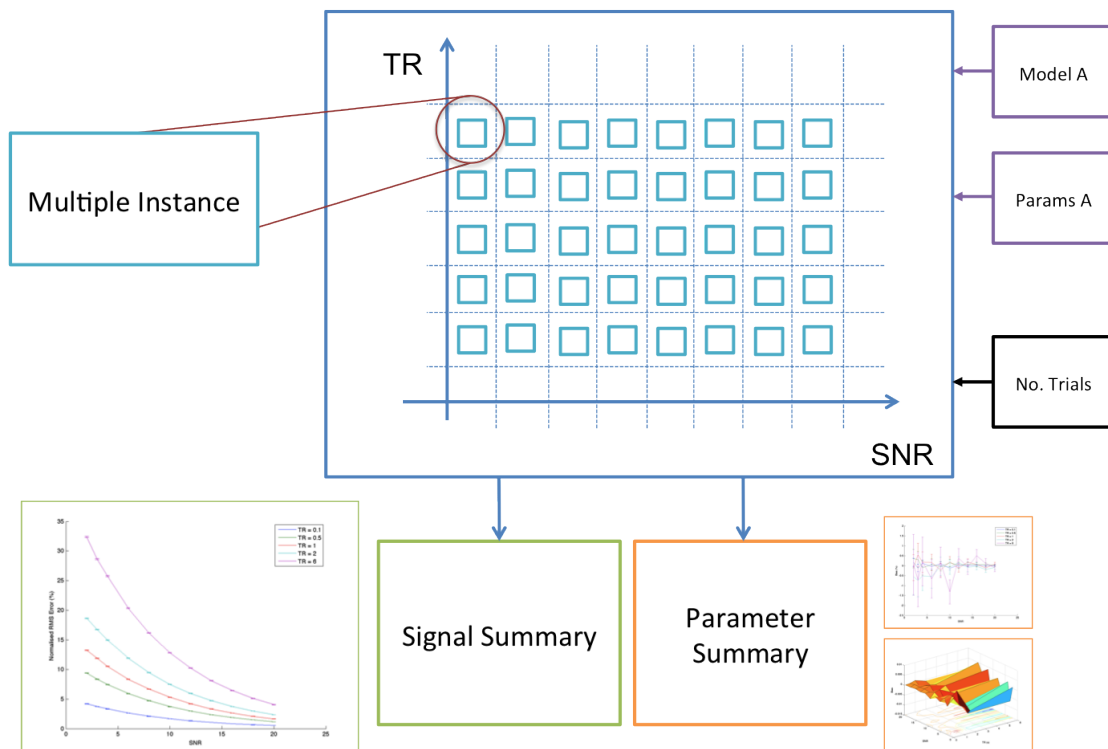 TR
Model A
Multiple Instance
Params A
No. Trials
SNR
35
30
25
20
15
10
5
0
Normalised RMS Error (%)
TR = 0.1
TR = 0.5
TR = 1
TR = 2
TR = 6
0
5
10
15
20
25
SNR
Signal Summary
Parameter
Summary